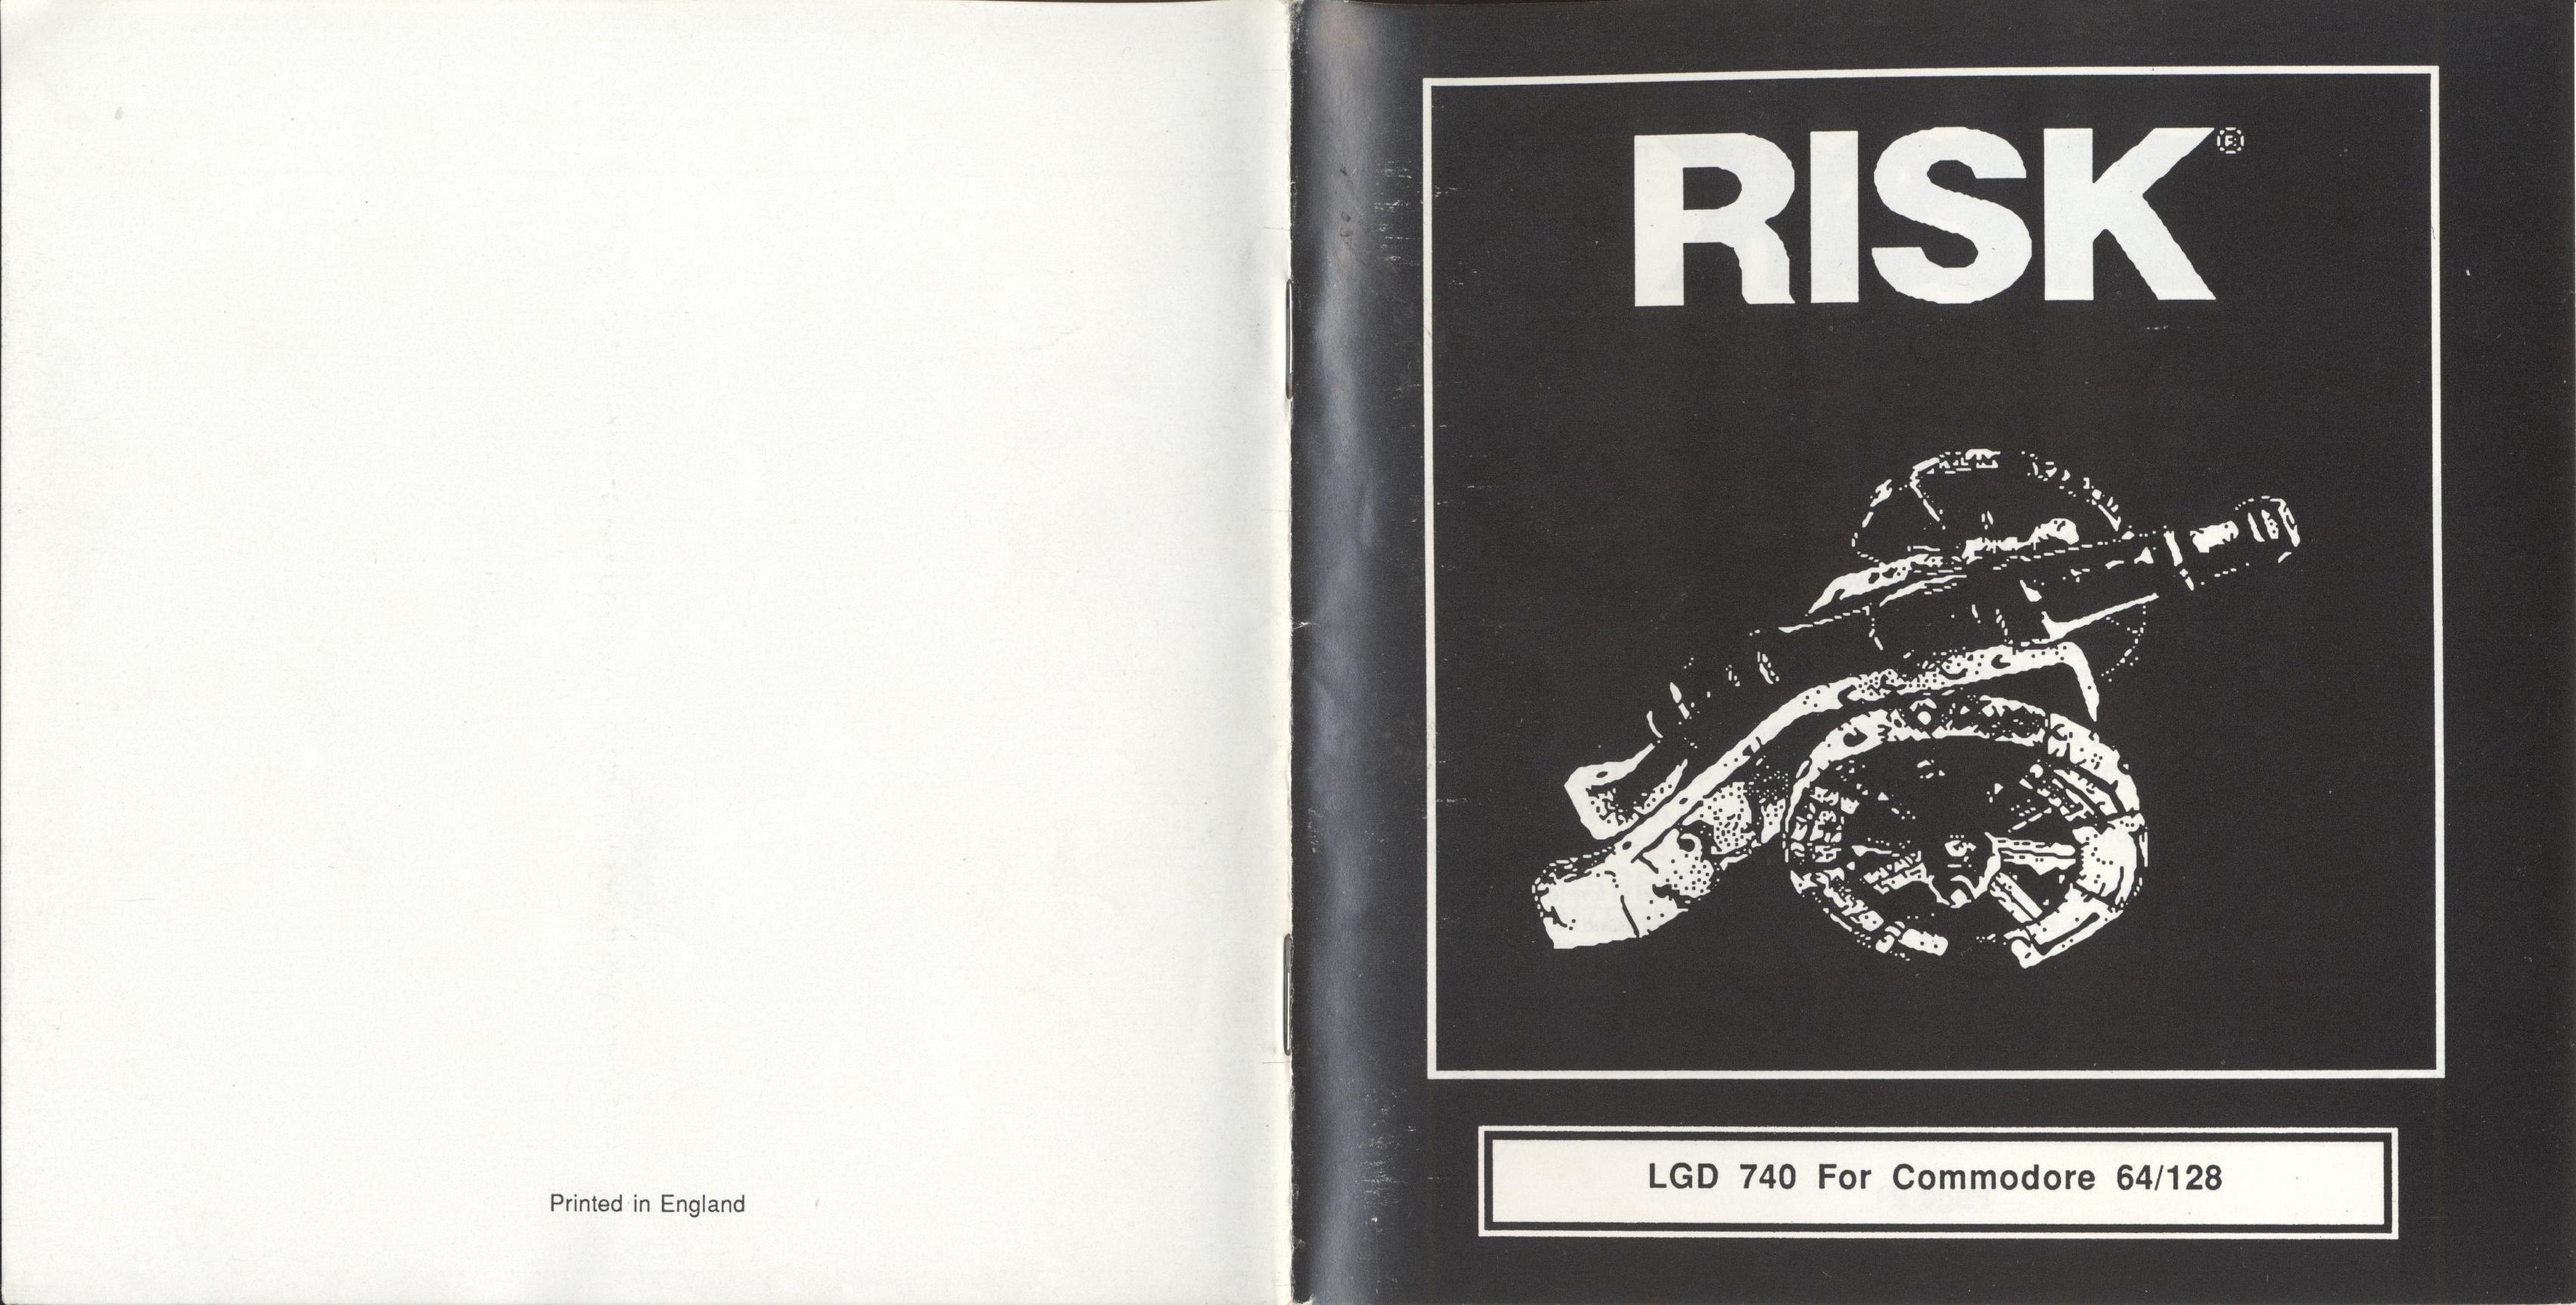 Printed in England
RISK®
LGD 740 For Commodore 64/128